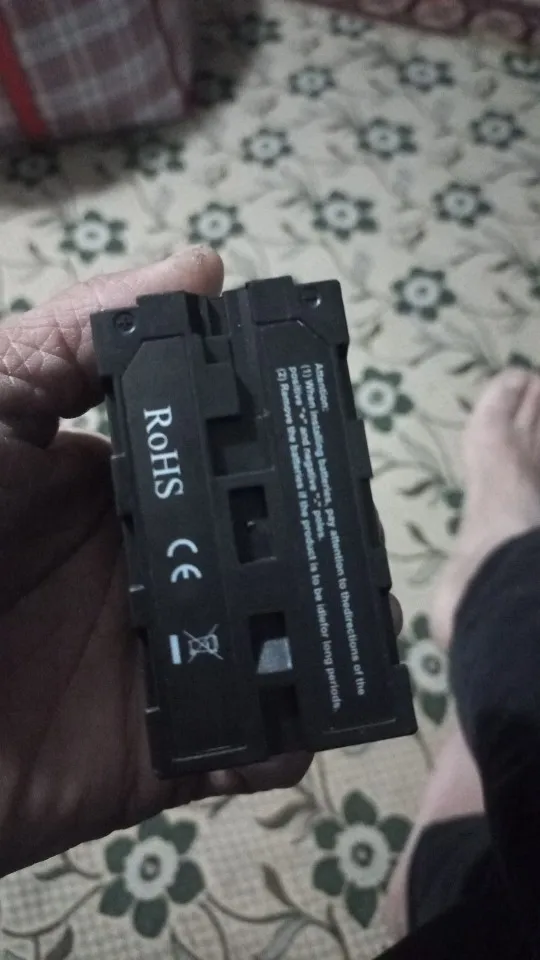 Attention:
(1) When installing batteries, pay attention to thedirections of the
positive "+" and negative "-" poles.
(2) Remove the batteries if the product is to be idlefor long periods.
RoHS CE